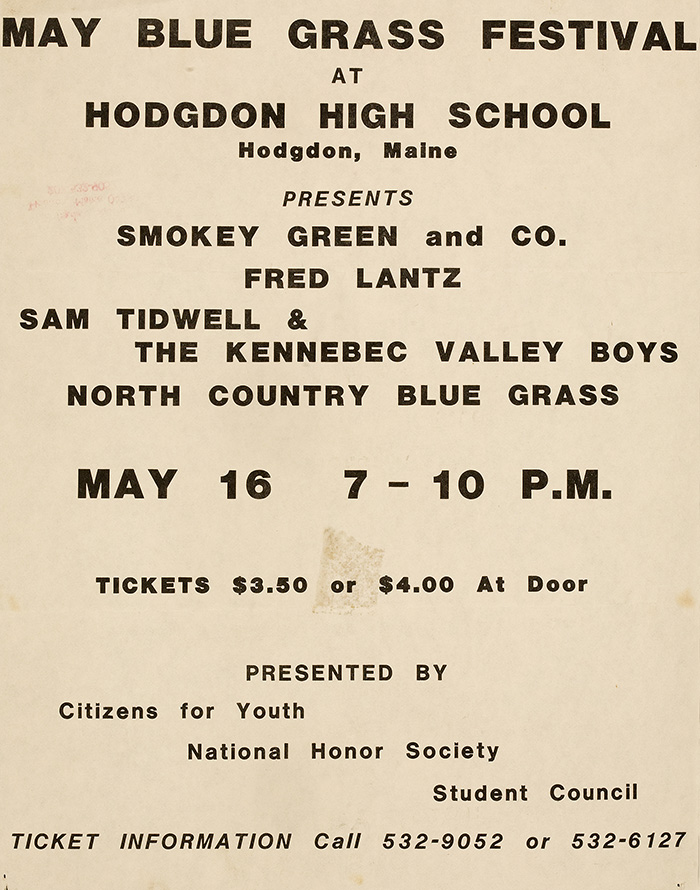 MAY BLUE GRASS FESTIVAL
AT
HODGDON HIGH SCHOOL
Hodgdon, Maine
PRESENTS
SMOKEY GREEN and CO.
FRED LANTZ
SAM TIDWELL &
THE KENNEBEC VALLEY BOYS
NORTH COUNTRY BLUE GRASS
MAY 16 7 – 10 P.M.
TICKETS $3.50 or $4.00 At Door
PRESENTED BY
Citizens for Youth
National Honor Society
Student Council
TICKET INFORMATION Call 532-9052 or 532-6127